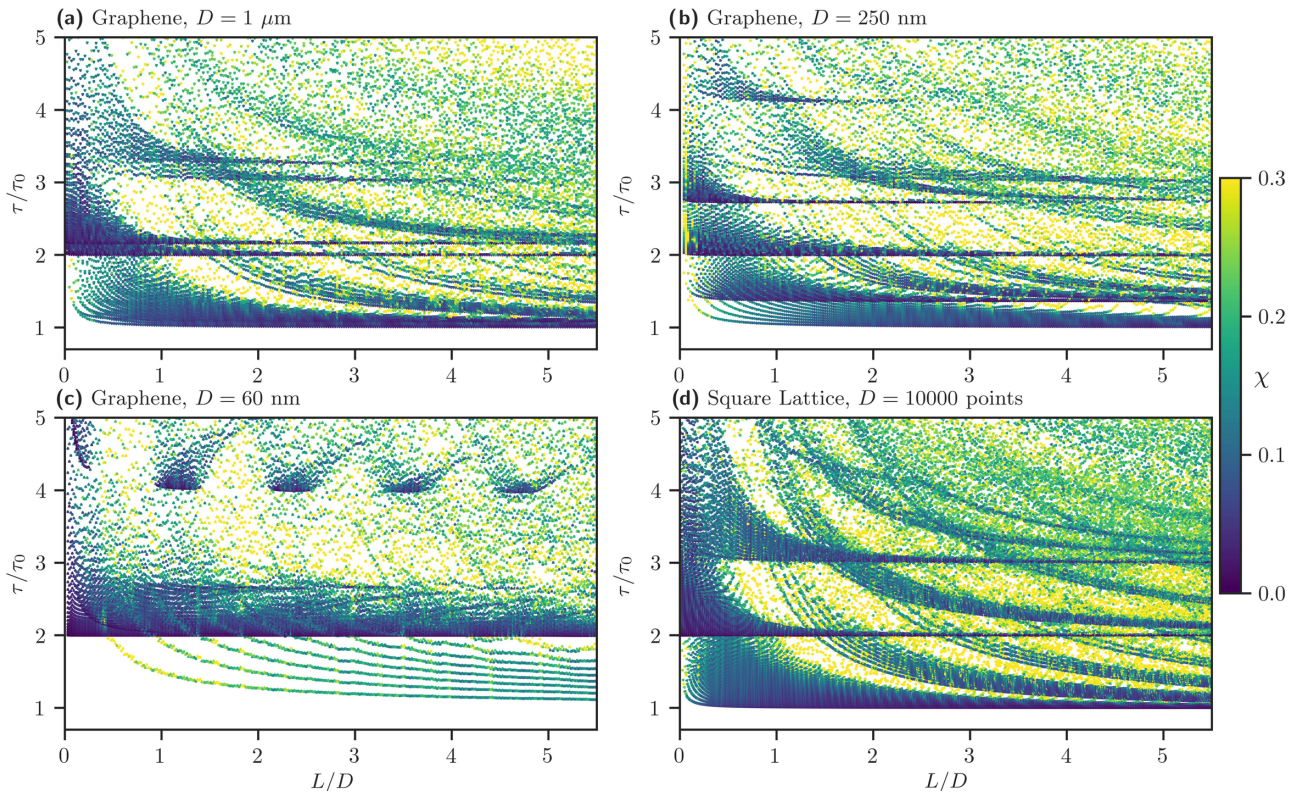 (a) Graphene, D = 1 μm
5
4
3
2
1
τ/τ₀
0 1 2 3 4 5
(b) Graphene, D = 250 nm
5
4
3
2
1
τ/τ₀
0 1 2 3 4 5
(c) Graphene, D = 60 nm
5
4
3
2
1
τ/τ₀
0 1 2 3 4 5
L/D
(d) Square Lattice, D = 10000 points
5
4
3
2
1
τ/τ₀
0 1 2 3 4 5
L/D
0.3
0.2
0.1
0.0
χ